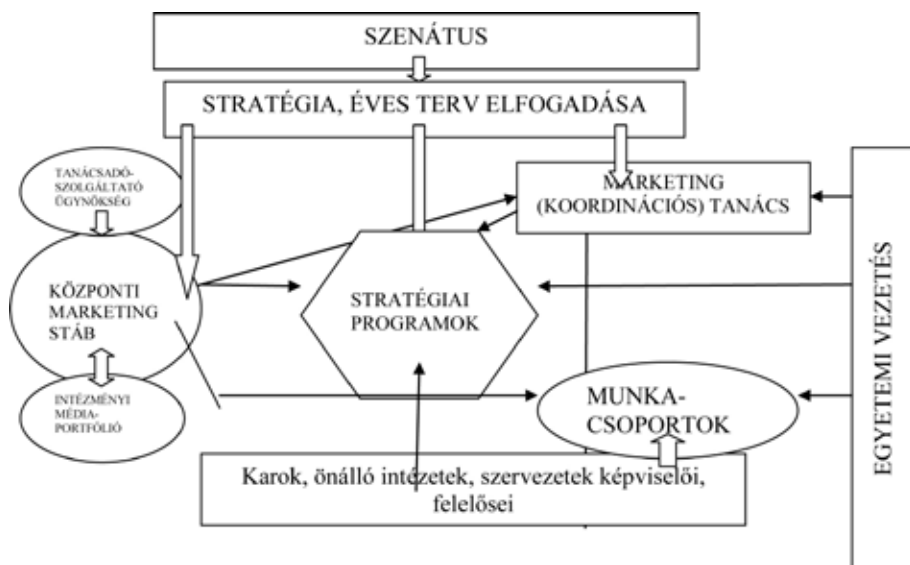 SZENÁTUS
STRATÉGIA, ÉVES TERV ELFOGADÁSA
TANÁCSADÓ-
SZOLGÁLTATÓ
ÜGYNÖKSÉG
MARKETING
(KOORDINÁCIÓS) TANÁCS
KÖZPONTI
MARKETING
STÁB
STRATÉGIAI
PROGRAMOK
EGYETEMI VEZETÉS
INTÉZMÉNYI
MÉDIA-
PORTFÓLIÓ
MUNKA-
CSOPORTOK
Karok, önálló intézetek, szervezetek képviselői,
felelősei